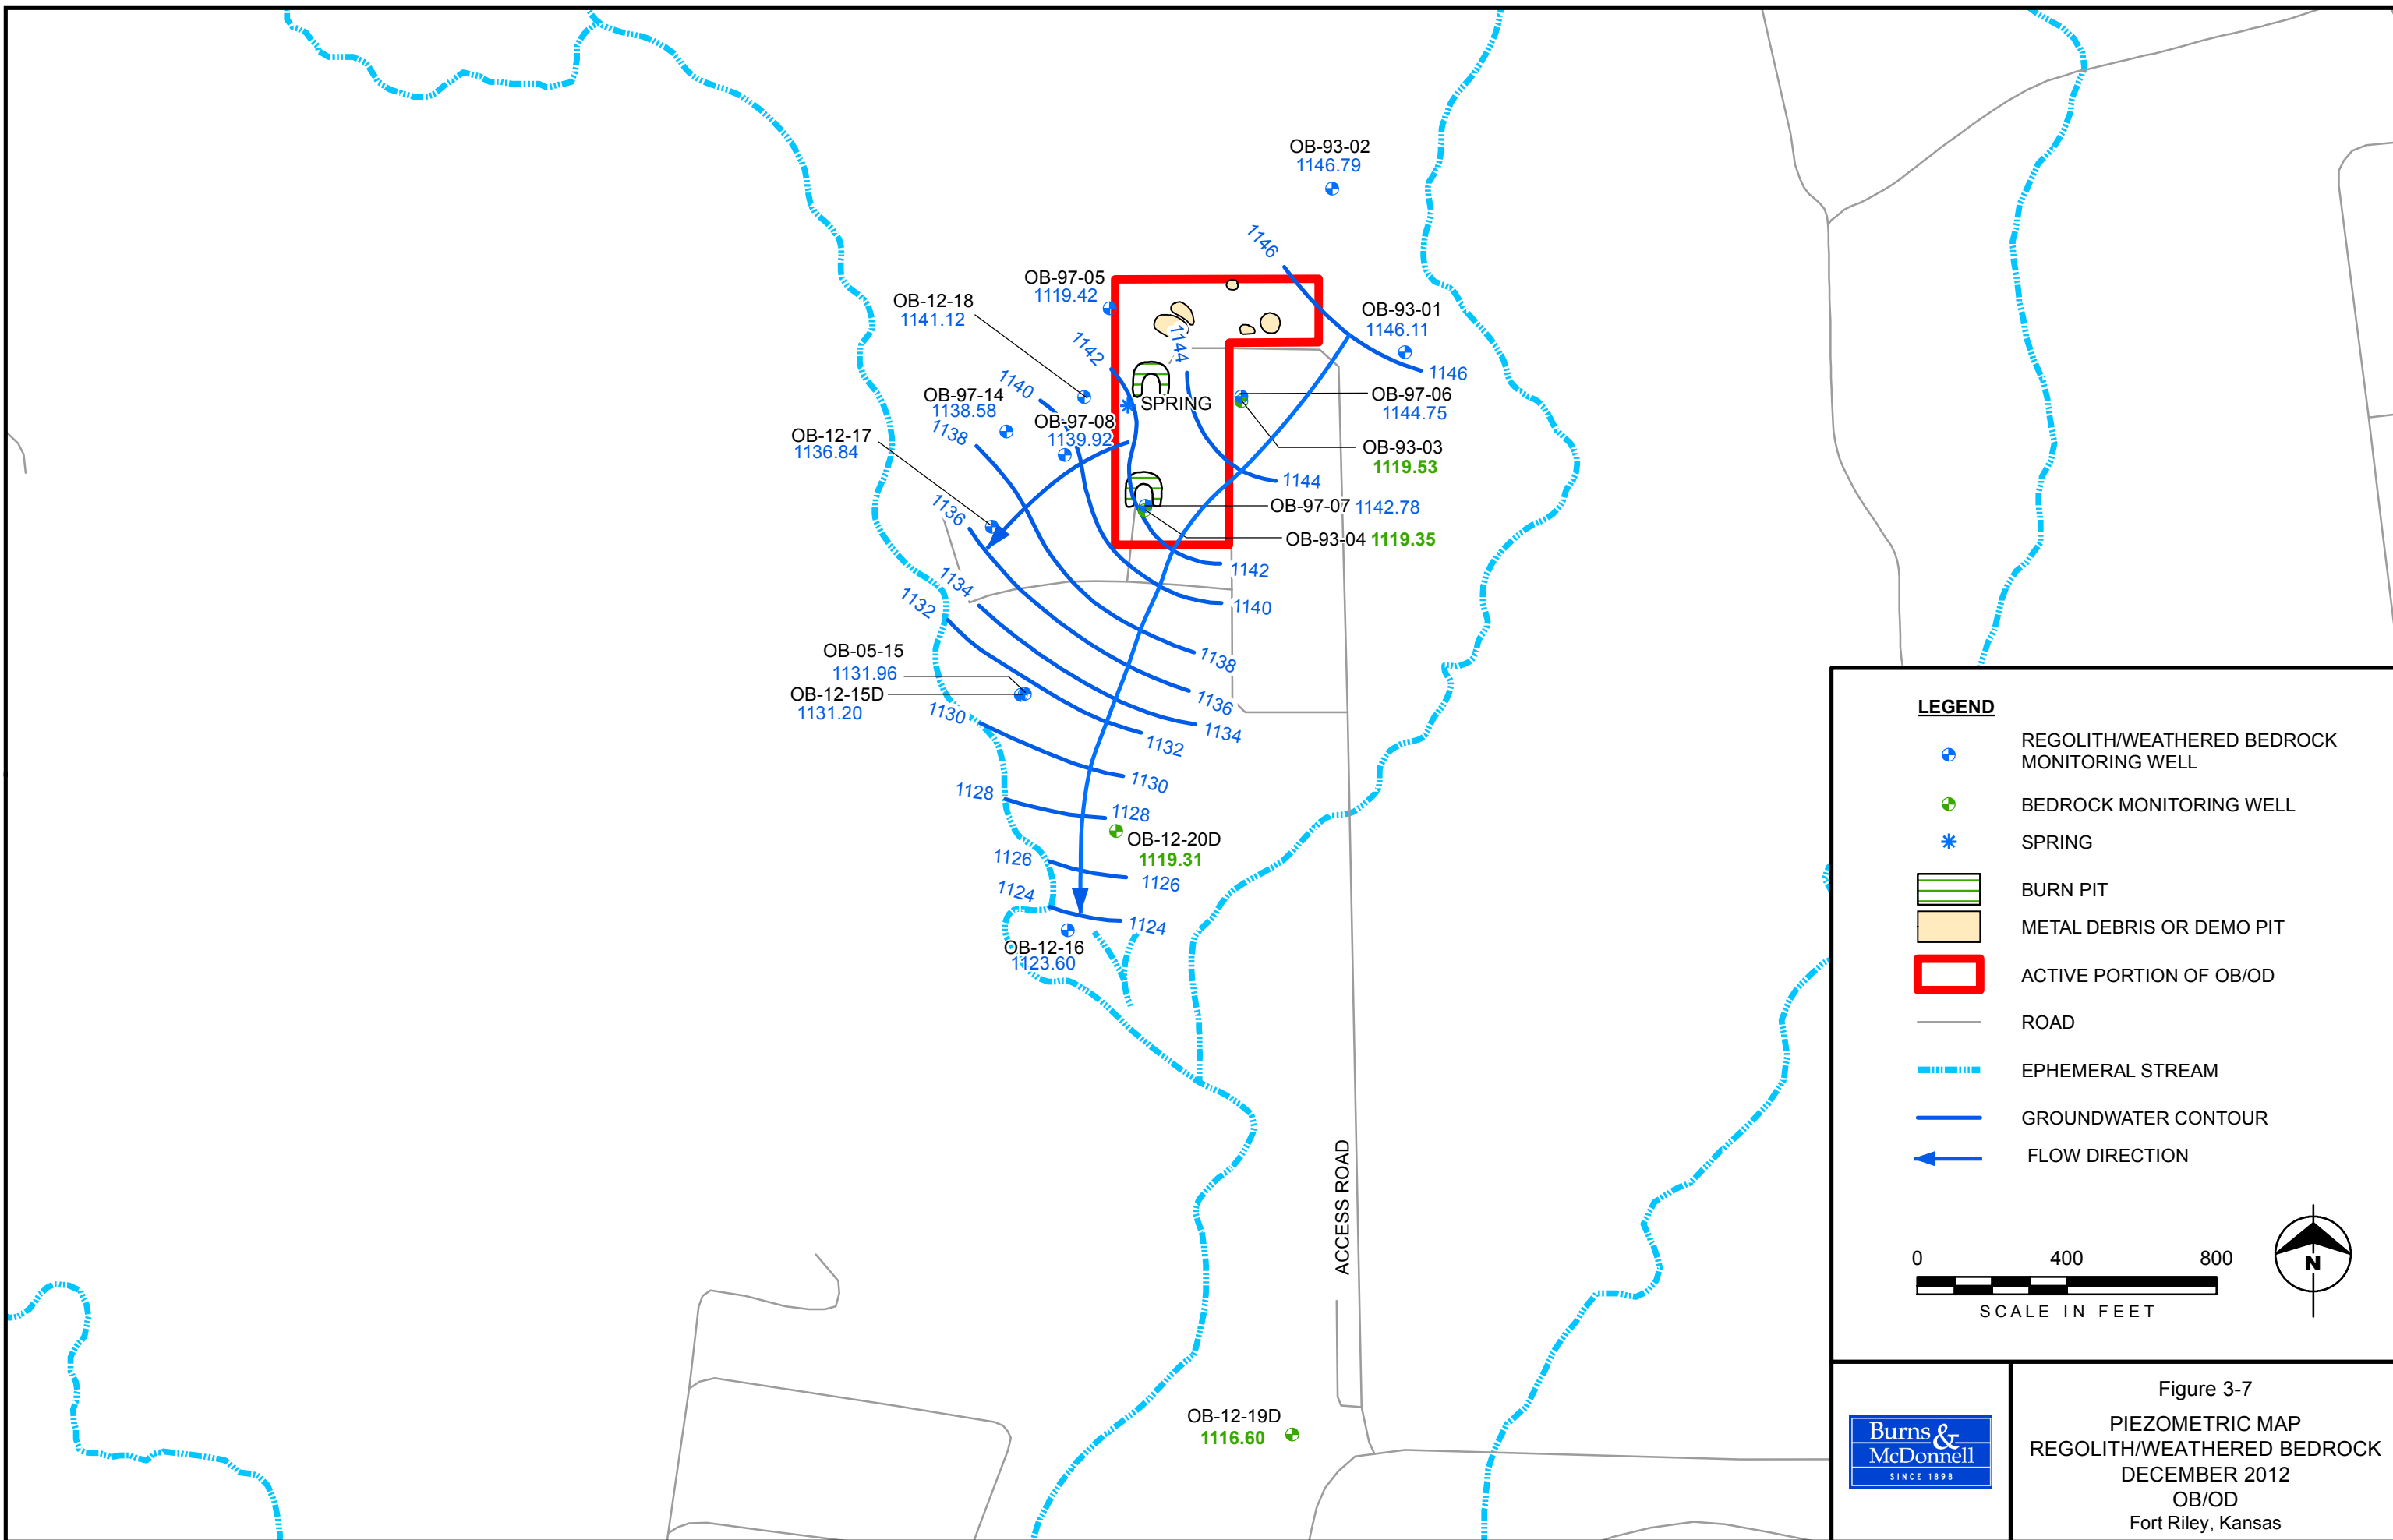 OB-93-02
1146.79
1146
OB-97-05
1119.42
OB-12-18
1141.12
OB-93-01
1146.11
1144
1142
1146
1140
SPRING
OB-97-06
1144.75
OB-97-14
1138.58
OB-97-08
1139.92
1138
OB-12-17
1136.84
OB-93-03
1119.53
1144
1136
OB-97-07 1142.78
OB-93-04 1119.35
1142
1134
1132
1140
OB-05-15
1131.96
1138
OB-12-15D
1131.20
1136
1130
1134
1132
1130
1128
1128
OB-12-20D
1119.31
1126
1126
1124
1124
OB-12-16
1123.60
ACCESS ROAD
OB-12-19D
1116.60
LEGEND
REGOLITH/WEATHERED BEDROCK
MONITORING WELL
BEDROCK MONITORING WELL
SPRING
BURN PIT
METAL DEBRIS OR DEMO PIT
ACTIVE PORTION OF OB/OD
ROAD
EPHEMERAL STREAM
GROUNDWATER CONTOUR
FLOW DIRECTION
0 400 800
SCALE IN FEET
N
Burns &
McDonnell
SINCE 1898
Figure 3-7
PIEZOMETRIC MAP
REGOLITH/WEATHERED BEDROCK
DECEMBER 2012
OB/OD
Fort Riley, Kansas